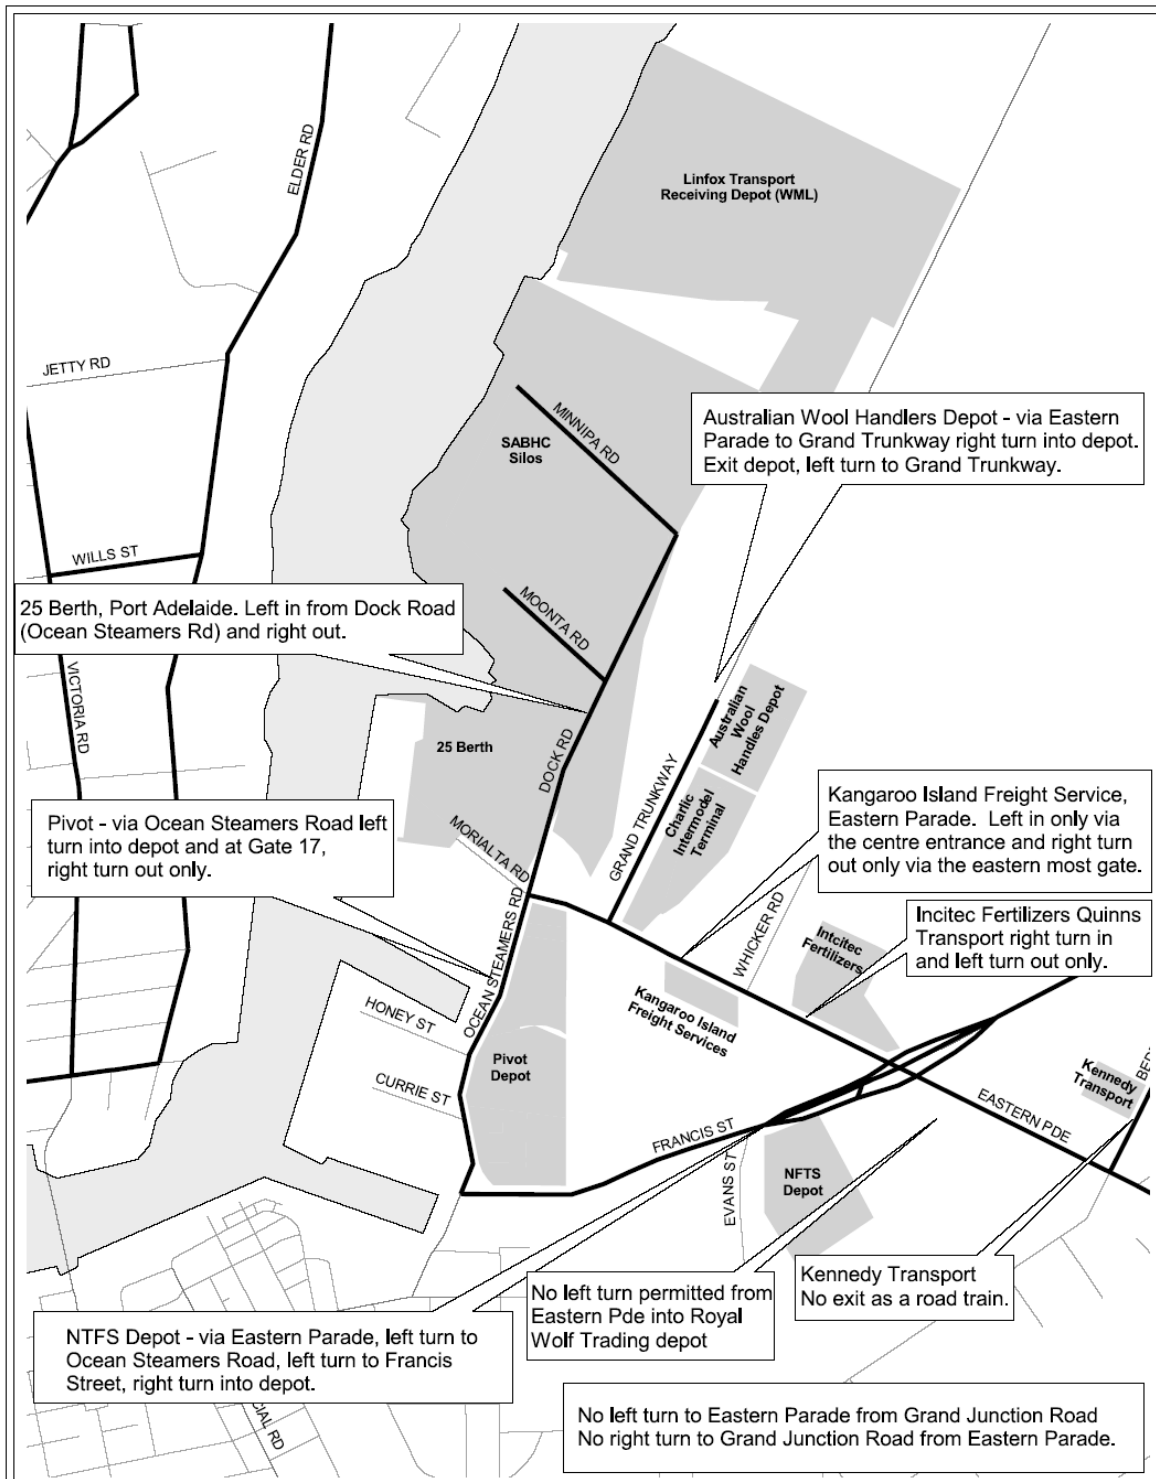 ELDER RD
Linfox Transport
Receiving Depot (WML)
JETTY RD
MINNIPA RD
SABHC
Silos
Australian Wool Handlers Depot - via Eastern
Parade to Grand Trunkway right turn into depot.
Exit depot, left turn to Grand Trunkway.
WILLS ST
25 Berth, Port Adelaide. Left in from Dock Road
(Ocean Steamers Rd) and right out.
MOONTA RD
VICTORIA RD
25 Berth
DOCK RD
Australian
Wool
Handles Depot
GRAND TRUNKWAY
Charlic
Intermodel
Terminal
Pivot - via Ocean Steamers Road left
turn into depot and at Gate 17,
right turn out only.
MORIALTA RD
Kangaroo Island Freight Service,
Eastern Parade.  Left in only via
the centre entrance and right turn
out only via the eastern most gate.
OCEAN STEAMERS RD
WHICKER RD
Intcitec
Fertilizers
Incitec Fertilizers Quinns
Transport right turn in
and left turn out only.
HONEY ST
Kangaroo Island
Freight Services
Pivot
Depot
CURRIE ST
Kennedy
Transport
BED
EASTERN PDE
FRANCIS ST
EVANS ST
NFTS
Depot
No left turn permitted from
Eastern Pde into Royal
Wolf Trading depot
Kennedy Transport
No exit as a road train.
NTFS Depot - via Eastern Parade, left turn to
Ocean Steamers Road, left turn to Francis
Street, right turn into depot.
CIAL RD
No left turn to Eastern Parade from Grand Junction Road
No right turn to Grand Junction Road from Eastern Parade.